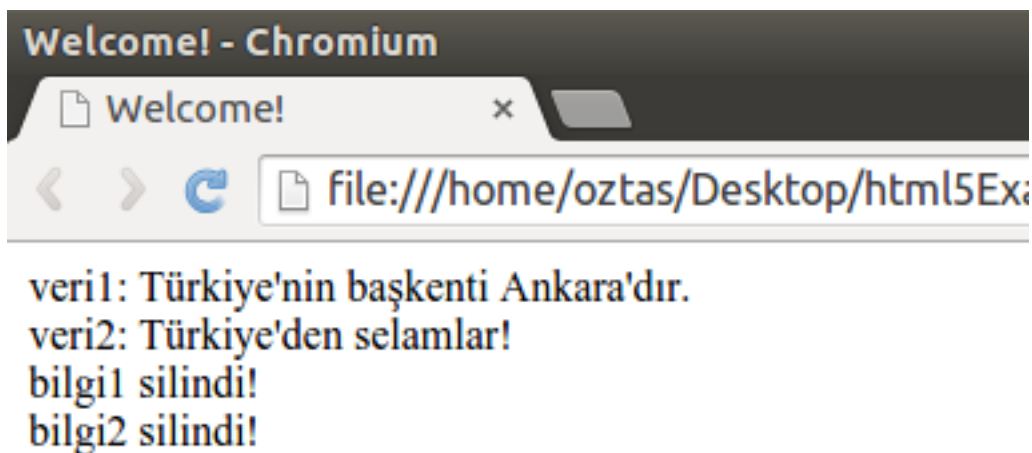 Welcome! - Chromium
Welcome!
file:///home/oztas/Desktop/html5Exa
veri1: Türkiye'nin başkenti Ankara'dır.
veri2: Türkiye'den selamlar!
bilgi1 silindi!
bilgi2 silindi!